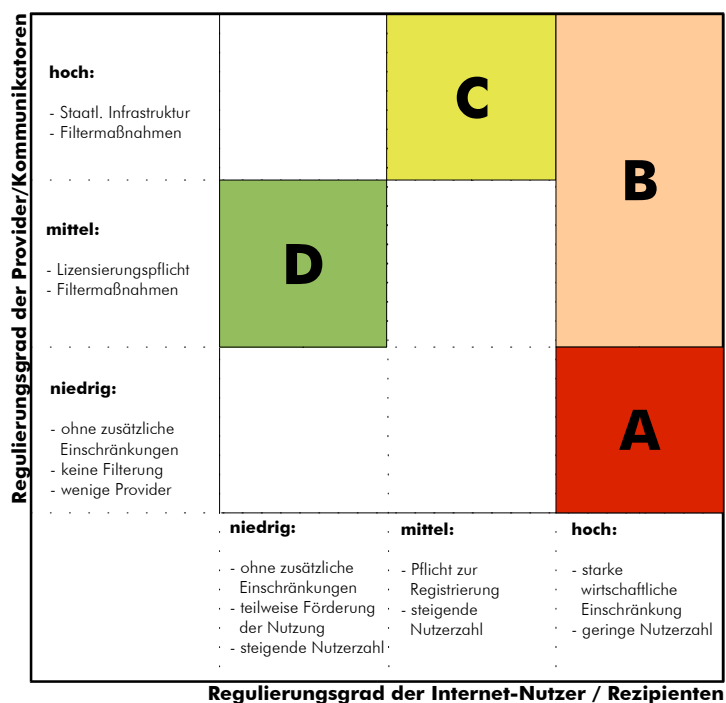 Regulierungsgrad der Provider/Kommunikatoren
hoch:
- Staatl. Infrastruktur
- Filtermaßnahmen
C
B
mittel:
- Lizensierungspflicht
- Filtermaßnahmen
D
niedrig:
- ohne zusätzliche
Einschränkungen
- keine Filterung
- wenige Provider
A
niedrig:
- ohne zusätzliche
Einschränkungen
- teilweise Förderung
der Nutzung
- steigende Nutzerzahl
mittel:
- Pflicht zur
Registrierung
- steigende
Nutzerzahl
hoch:
- starke
wirtschaftliche
Einschränkung
- geringe Nutzerzahl
Regulierungsgrad der Internet-Nutzer / Rezipienten